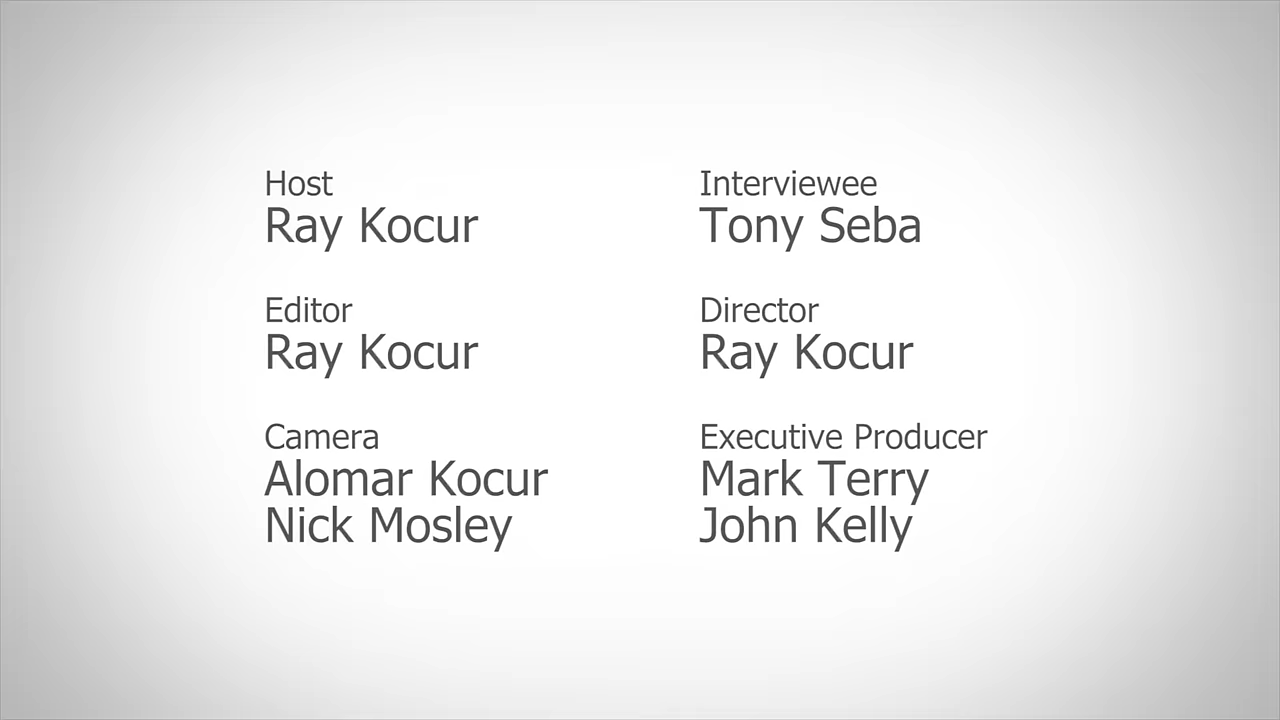 Host
Ray Kocur
Interviewee
Tony Seba
Editor
Ray Kocur
Director
Ray Kocur
Camera
Alomar Kocur
Nick Mosley
Executive Producer
Mark Terry
John Kelly